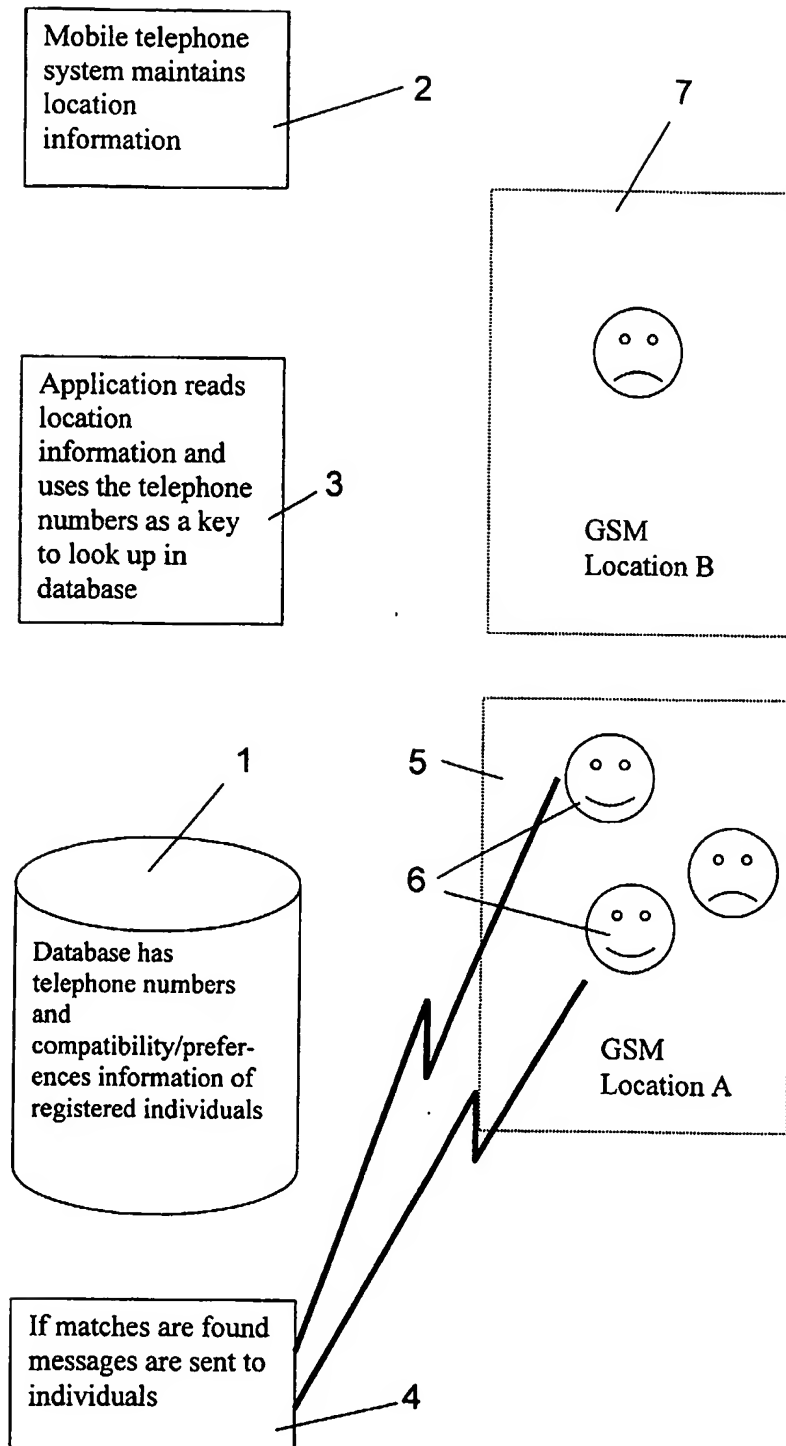 Mobile telephone
system maintains
location
information
2
7
Application reads
location
information and
uses the telephone
numbers as a key
to look up in
database
3
GSM
Location B
1
5
6
Database has
telephone numbers
and
compatibility/prefer-
ences information of
registered individuals
GSM
Location A
If matches are found
messages are sent to
individuals
4